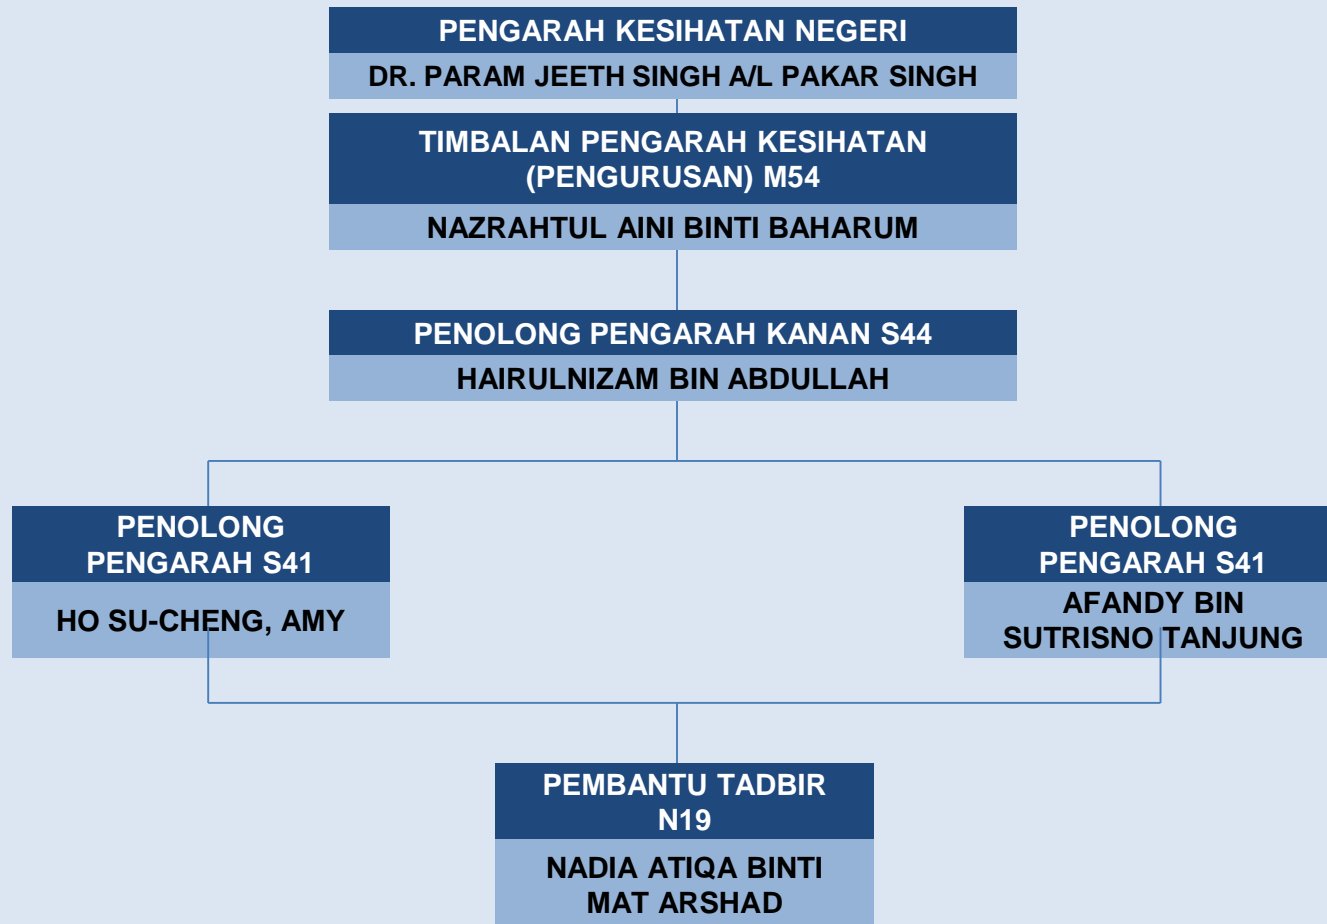 PENGARAH KESIHATAN NEGERI
DR. PARAM JEETH SINGH A/L PAKAR SINGH
TIMBALAN PENGARAH KESIHATAN
(PENGURUSAN) M54
NAZRAHTUL AINI BINTI BAHARUM
PENOLONG PENGARAH KANAN S44
HAIRULNIZAM BIN ABDULLAH
PENOLONG
PENGARAH S41
HO SU-CHENG, AMY
PENOLONG
PENGARAH S41
AFANDY BIN
SUTRISNO TANJUNG
PEMBANTU TADBIR
N19
NADIA ATIQA BINTI
MAT ARSHAD